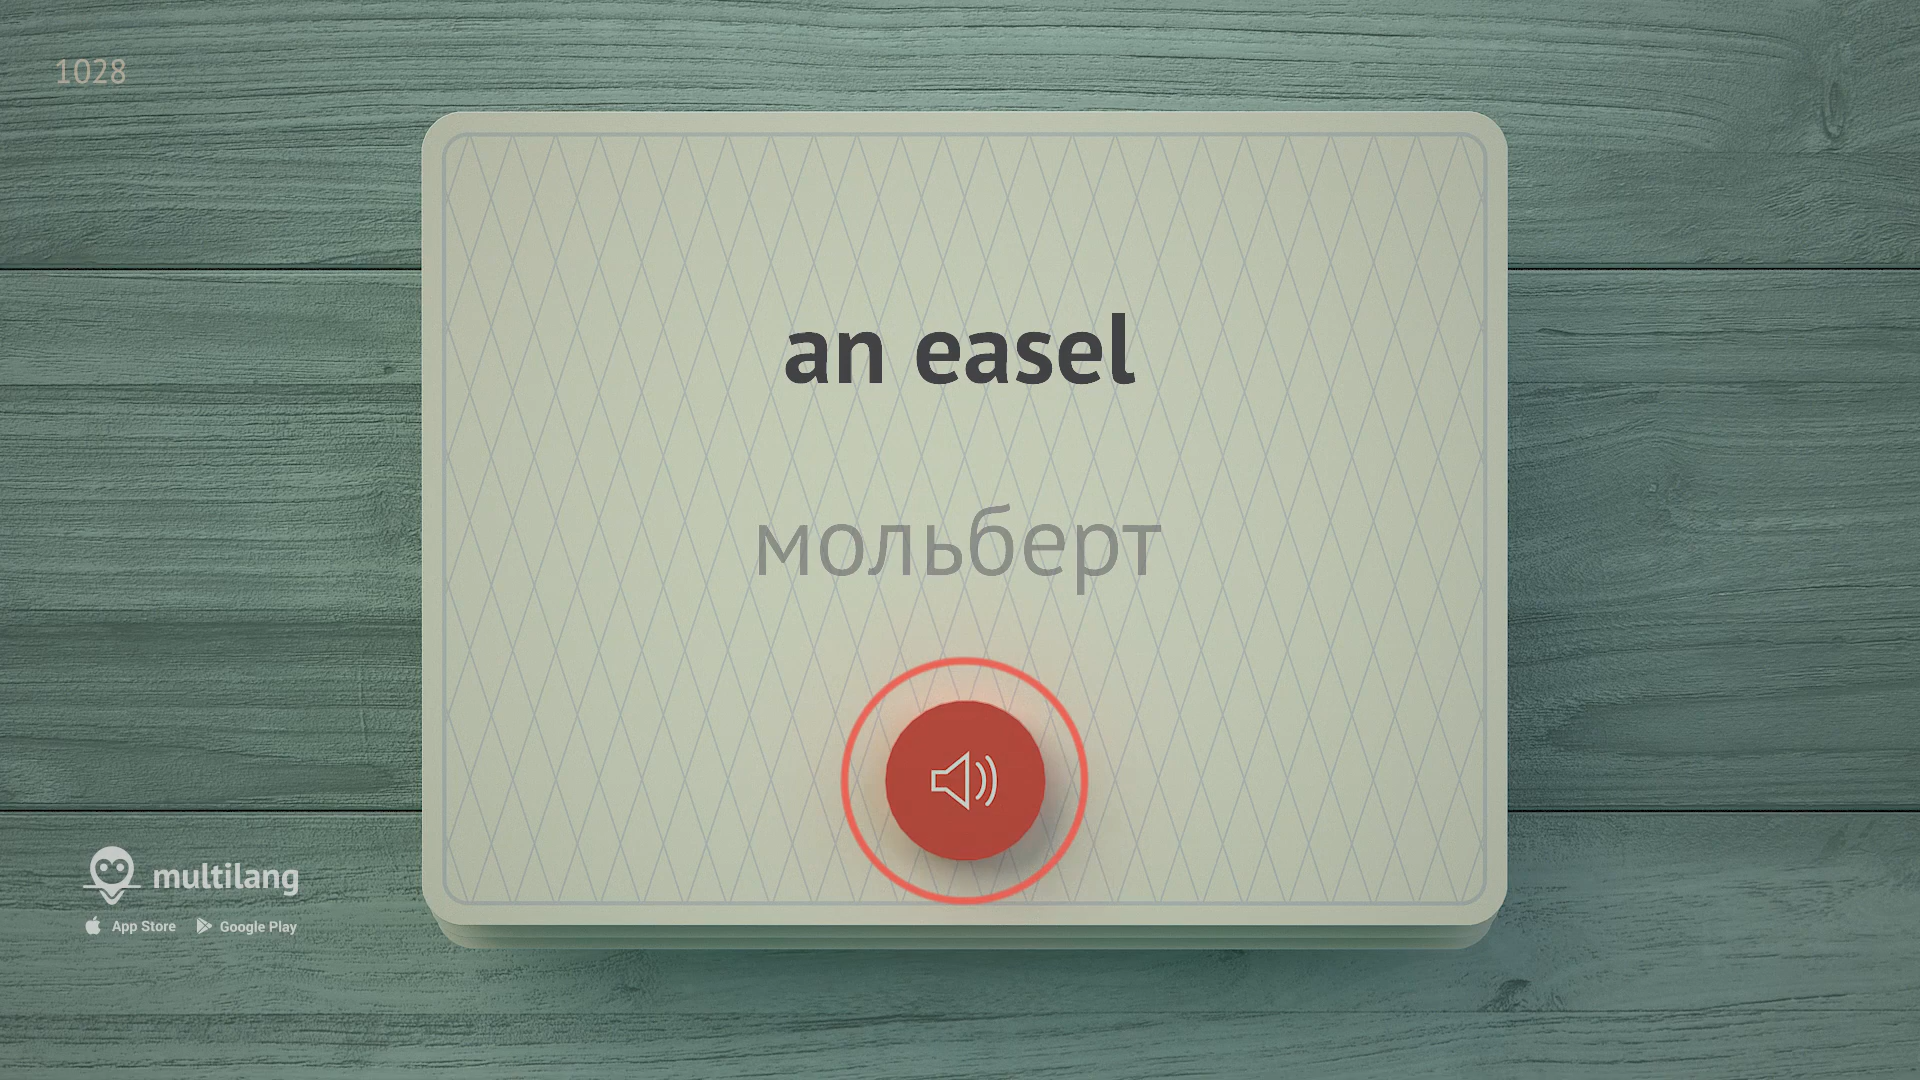 1028
an easel
мольберт
multilang
App Store
Google Play